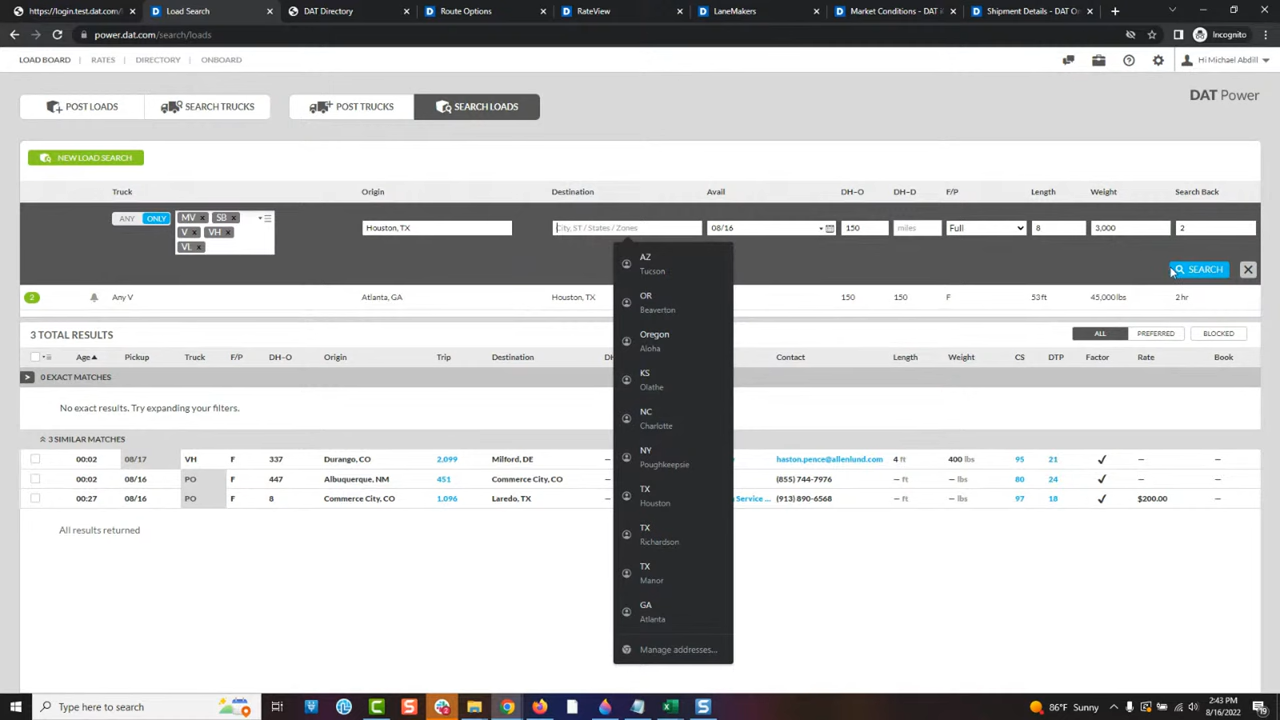 https://login.test.dat.com/ Load Search DAT Directory Route Options RateView LaneMakers Market Conditions - DAT Shipment Details - DAT On
power.dat.com/search/loads Incognito
LOAD BOARD RATES DIRECTORY ONBOARD Hi Michael Abdill
POST LOADS SEARCH TRUCKS POST TRUCKS SEARCH LOADS DAT Power
NEW LOAD SEARCH
Truck Origin Destination Avail DH–O DH–D F/P Length Weight Search Back
ANY ONLY MV x SB x Houston, TX City, ST / States / Zones 08/16 150 miles Full 8 3,000 2
V x VH x
VL x
AZ
Tucson
SEARCH
OR
Beaverton
2 Any V Atlanta, GA Houston, TX 150 150 F 53 ft 45,000 lbs 2 hr
3 TOTAL RESULTS ALL PREFERRED BLOCKED
Oregon
Aloha
Age Pickup Truck F/P DH–O Origin Trip Destination Contact Length Weight CS DTP Factor Rate Book
0 EXACT MATCHES
KS
Olathe
No exact results. Try expanding your filters.
NC
Charlotte
3 SIMILAR MATCHES
NY
Poughkeepsie
00:02 08/17 VH F 337 Durango, CO 2,099 Milford, DE – haston.pence@allenlund.com 4 ft 400 lbs 95 21 ✓ – –
00:02 08/16 PO F 447 Albuquerque, NM 451 Commerce City, CO – (855) 744-7976 – ft – lbs 80 24 ✓ – –
TX
Houston
00:27 08/16 PO F 8 Commerce City, CO 1,096 Laredo, TX – Service ... (913) 890-6568 – ft – lbs 97 18 ✓ $200.00 –
All results returned
TX
Richardson
TX
Manor
GA
Atlanta
Manage addresses...
Type here to search 86°F Sunny 2:43 PM
8/16/2022